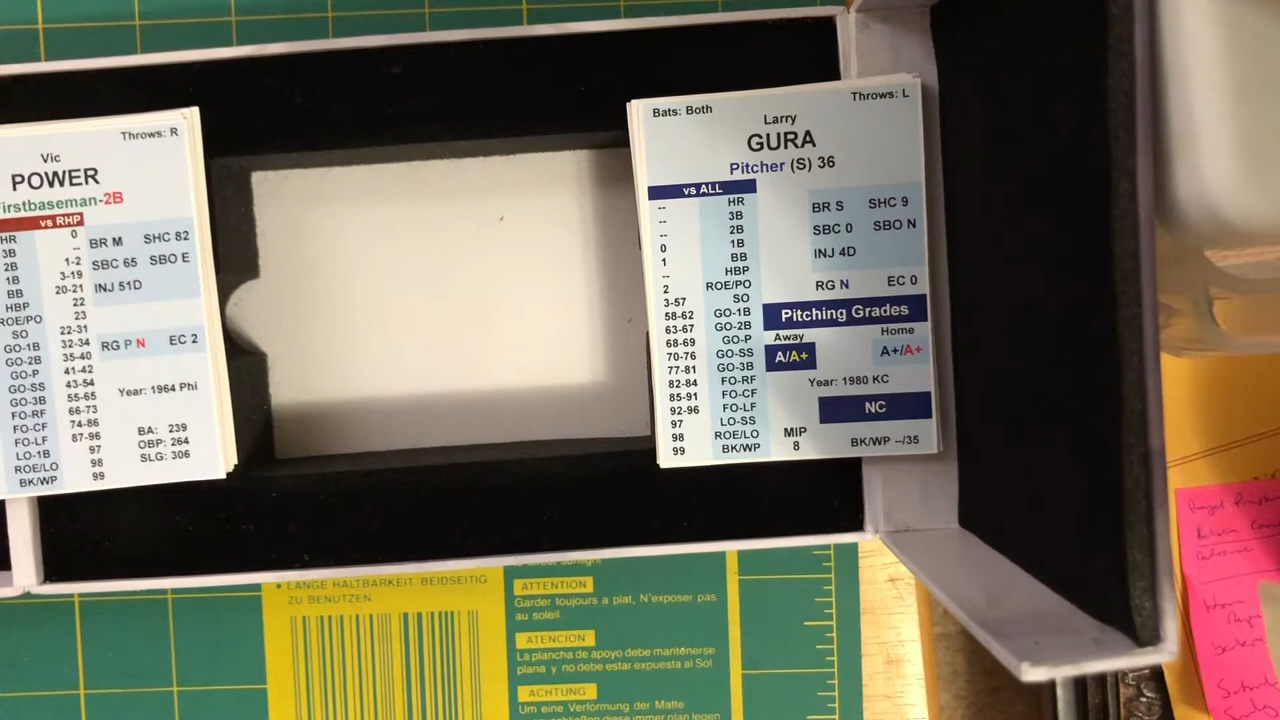 Throws: R
Vic
POWER
Firstbaseman-2B
vs RHP
HR 0
3B --
2B 1-2
1B 3-19
BB 20-21
HBP 22
ROE/PO 23
SO 22-31
GO-1B 32-34
GO-2B 35-40
GO-P 41-42
GO-SS 43-54
GO-3B 55-65
FO-RF 66-73
FO-CF 74-86
FO-LF 87-96
LO-1B 97
ROE/LO 98
BK/WP 99
BR M SHC 82
SBC 65 SBO E
INJ 51D
RG P N EC 2
Year: 1964 Phi
BA: 239
OBP: 264
SLG: 306
Bats: Both
Throws: L
Larry
GURA
Pitcher (S) 36
vs ALL
-- HR
-- 3B
-- 2B
0 1B
1 BB
-- HBP
2 ROE/PO
3-57 SO
58-62 GO-1B
63-67 GO-2B
68-69 GO-P
70-76 GO-SS
77-81 GO-3B
82-84 FO-RF
85-91 FO-CF
92-96 FO-LF
97 LO-SS
98 ROE/LO
99 BK/WP
BR S SHC 9
SBC 0 SBO N
INJ 4D
RG N EC 0
Pitching Grades
Away Home
A/A+ A+/A+
Year: 1980 KC
NC
MIP
8
BK/WP --/35
• LANGE HALTBARKEIT, BEIDSEITIG
ZU BENUTZEN.
ATTENTION
Garder toujours a plat, N'exposer pas
au soleil
ATENCION
La plancha de apoyo debe mantenerse
plana y no debe estar expuesta al Sol
ACHTUNG
Um eine Verformung der Matte
diese immer plan legen